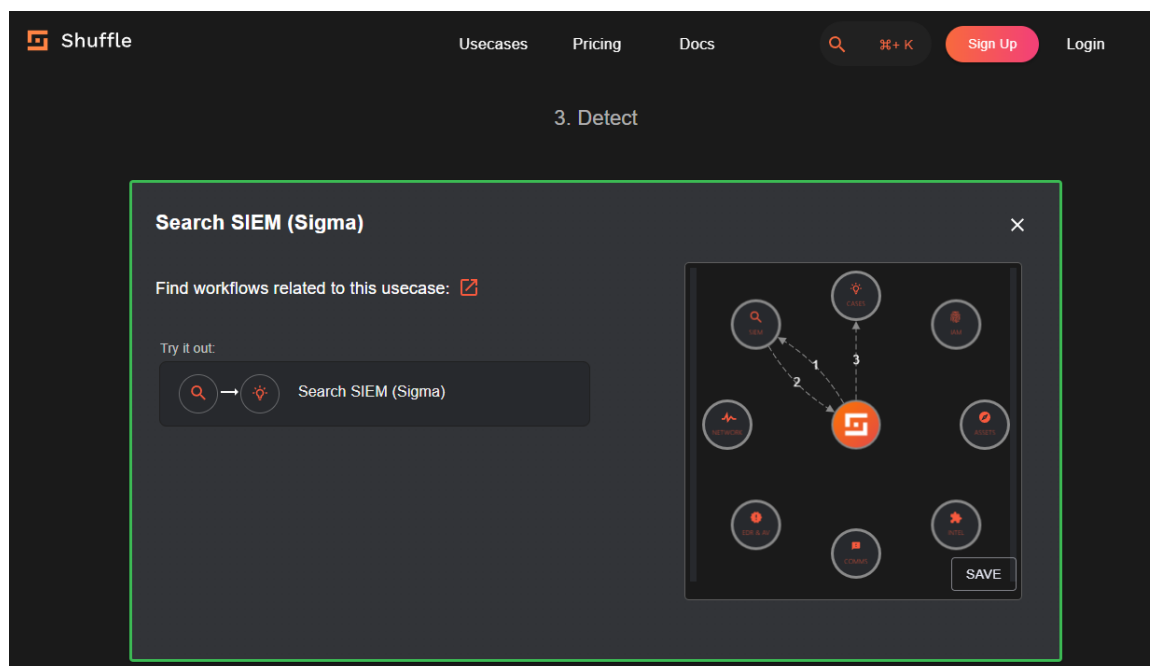 Shuffle
Usecases Pricing Docs ⌘+ K Sign Up Login
3. Detect
Search SIEM (Sigma)
Find workflows related to this usecase:
Try it out:
Search SIEM (Sigma)
CASES
SIEM
IAM
1
3
2
NETWORK
ASSETS
EDR & AV
INTEL
COMMS
SAVE